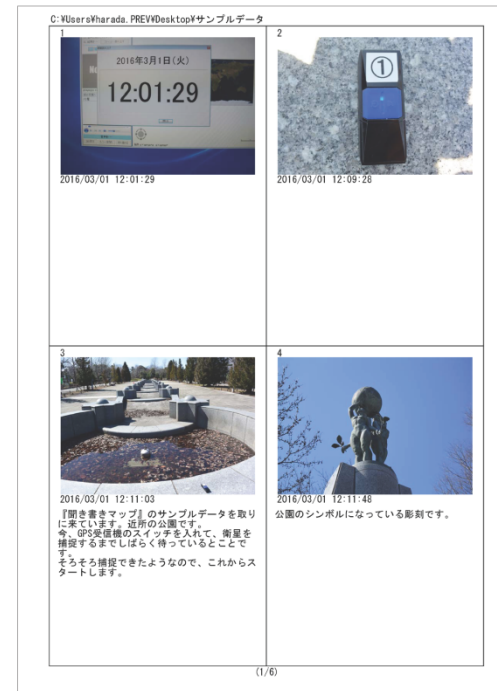 C:¥Users¥harada.PREV¥Desktop¥サンプルデータ
1
2016年3月1日(火)
12:01:29
2016/03/01 12:01:29
2
①
2016/03/01 12:09:28
3
2016/03/01 12:11:03
『聞き書きマップ』のサンプルデータを取り
に来ています。近所の公園です。
今、GPS受信機のスイッチを入れて、衛星を
捕捉するまでしばらく待っているとことで
す。
そろそろ捕捉できたようなので、これからス
タートします。
4
2016/03/01 12:11:48
公園のシンボルになっている彫刻です。
(1/6)